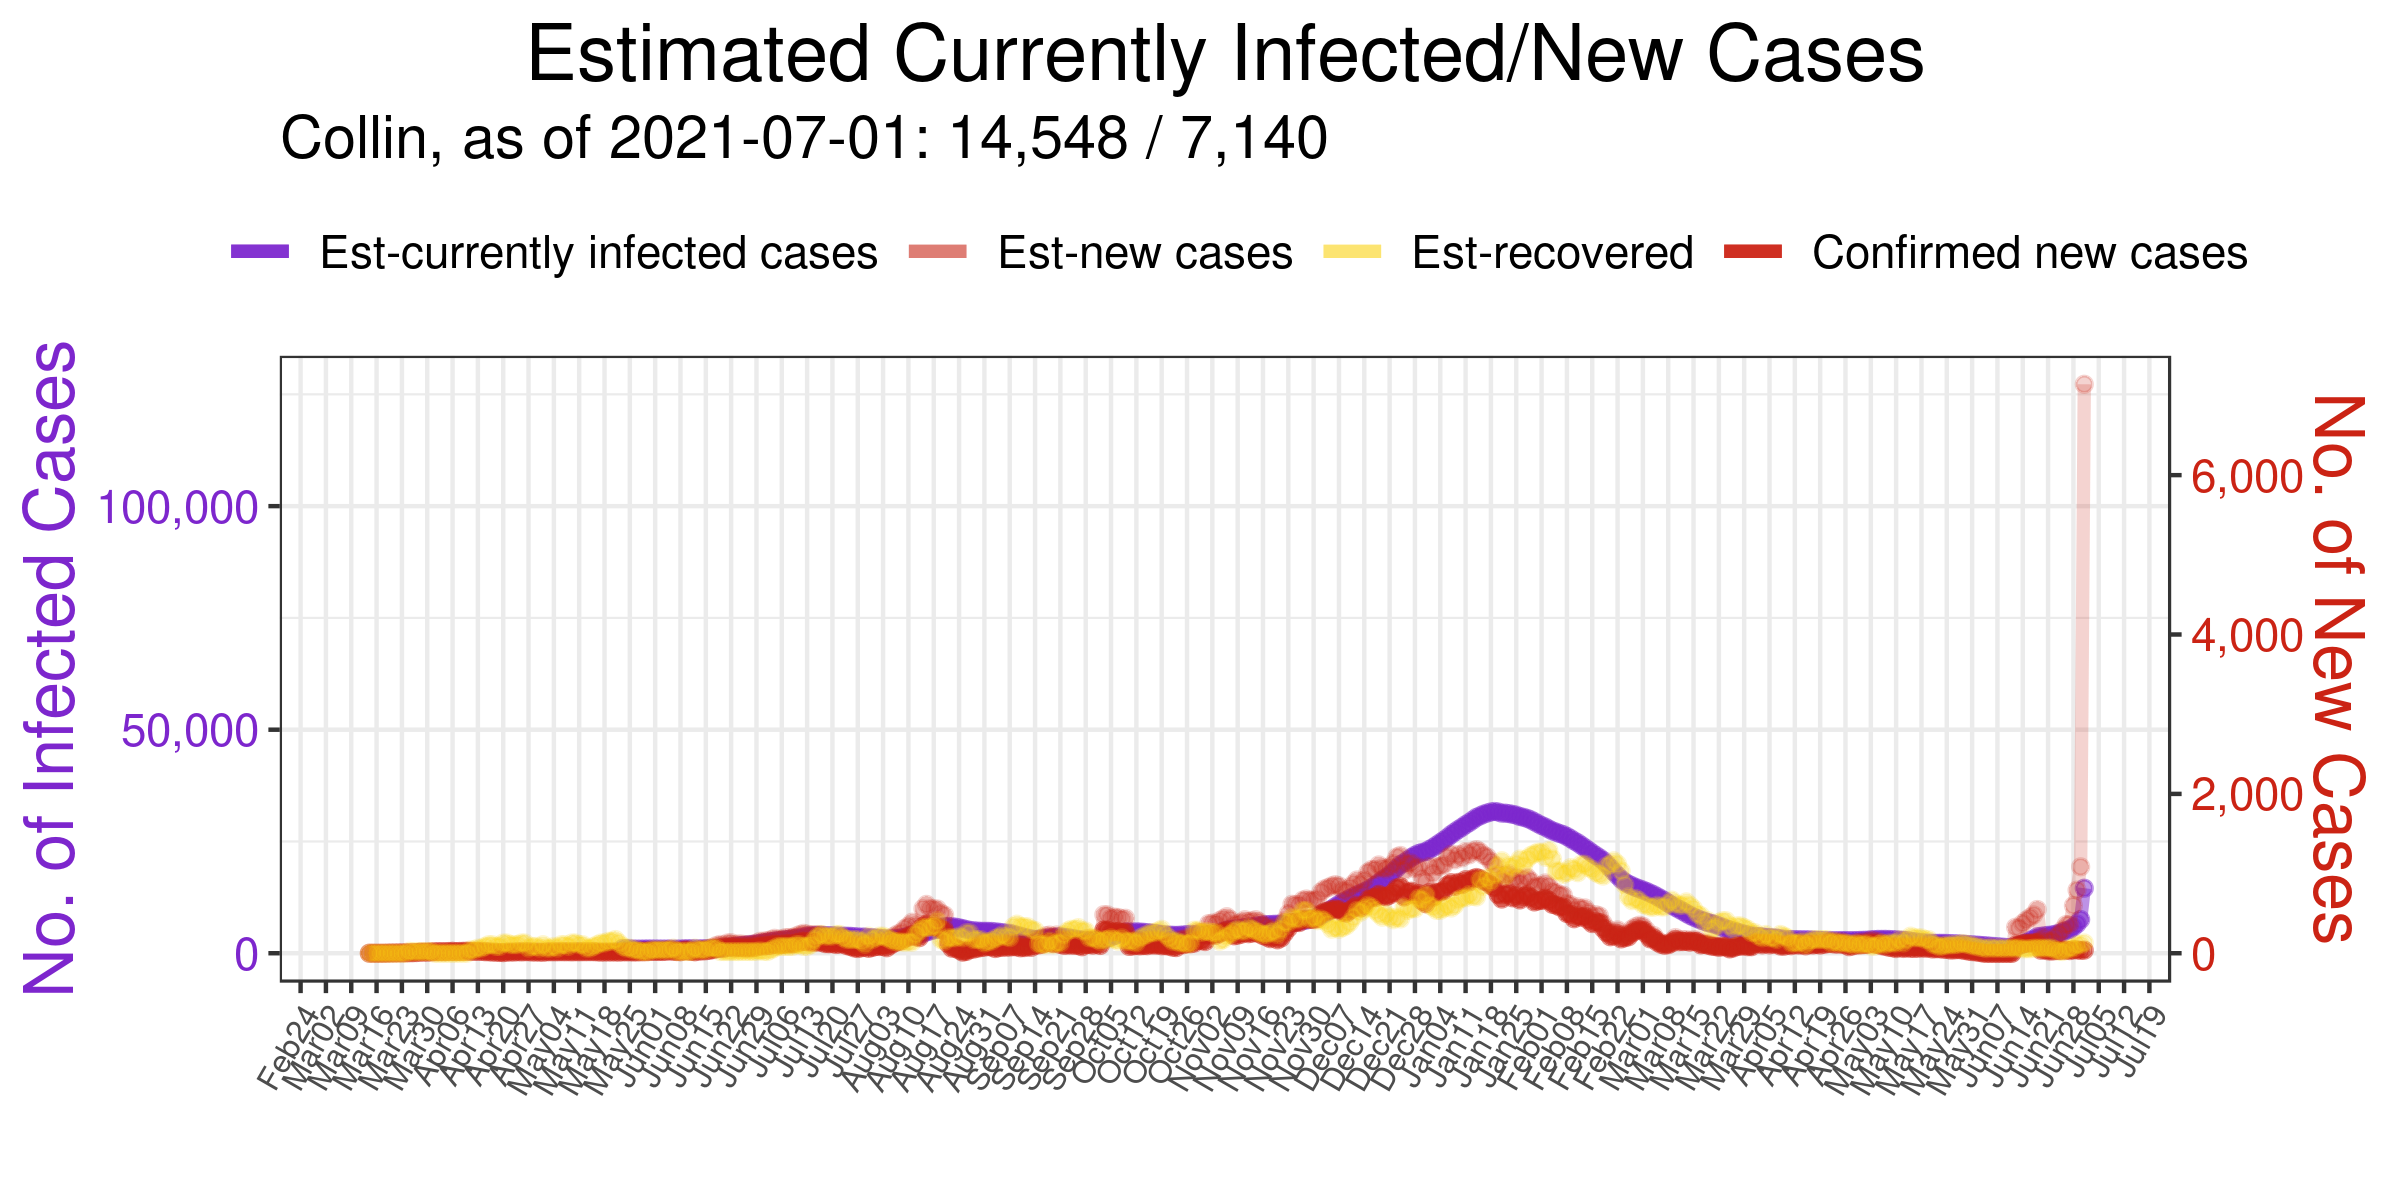 Estimated Currently Infected/New Cases
Collin, as of 2021-07-01: 14,548 / 7,140
Est-currently infected cases Est-new cases Est-recovered Confirmed new cases
No. of Infected Cases
100,000
50,000
0
6,000
4,000
2,000
0
No. of New Cases
Feb24 Mar02 Mar09 Mar16 Mar23 Mar30 Apr06 Apr13 Apr20 Apr27 May04 May11 May18 May25 Jun01 Jun08 Jun15 Jun22 Jun29 Jul06 Jul13 Jul20 Jul27 Aug03 Aug10 Aug17 Aug24 Aug31 Sep07 Sep14 Sep21 Sep28 Oct05 Oct12 Oct19 Oct26 Nov02 Nov09 Nov16 Nov23 Nov30 Dec07 Dec14 Dec21 Dec28 Jan04 Jan11 Jan18 Jan25 Feb01 Feb08 Feb15 Feb22 Mar01 Mar08 Mar15 Mar22 Mar29 Apr05 Apr12 Apr19 Apr26 May03 May10 May17 May24 May31 Jun07 Jun14 Jun21 Jun28 Jul05 Jul12 Jul19